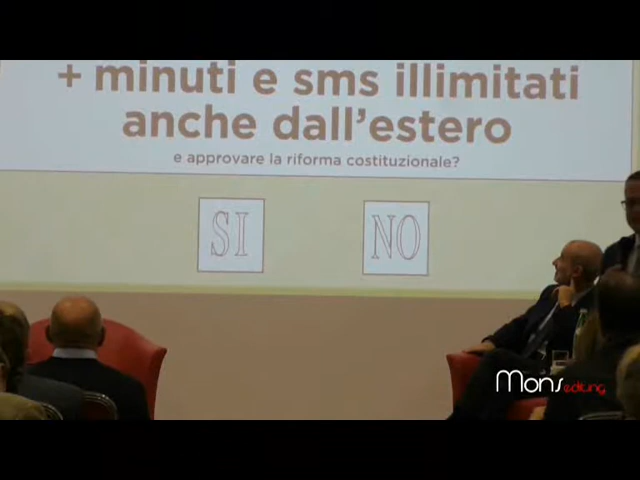 + minuti e sms illimitati
anche dall'estero
e approvare la riforma costituzionale?
SI NO
Mons editing